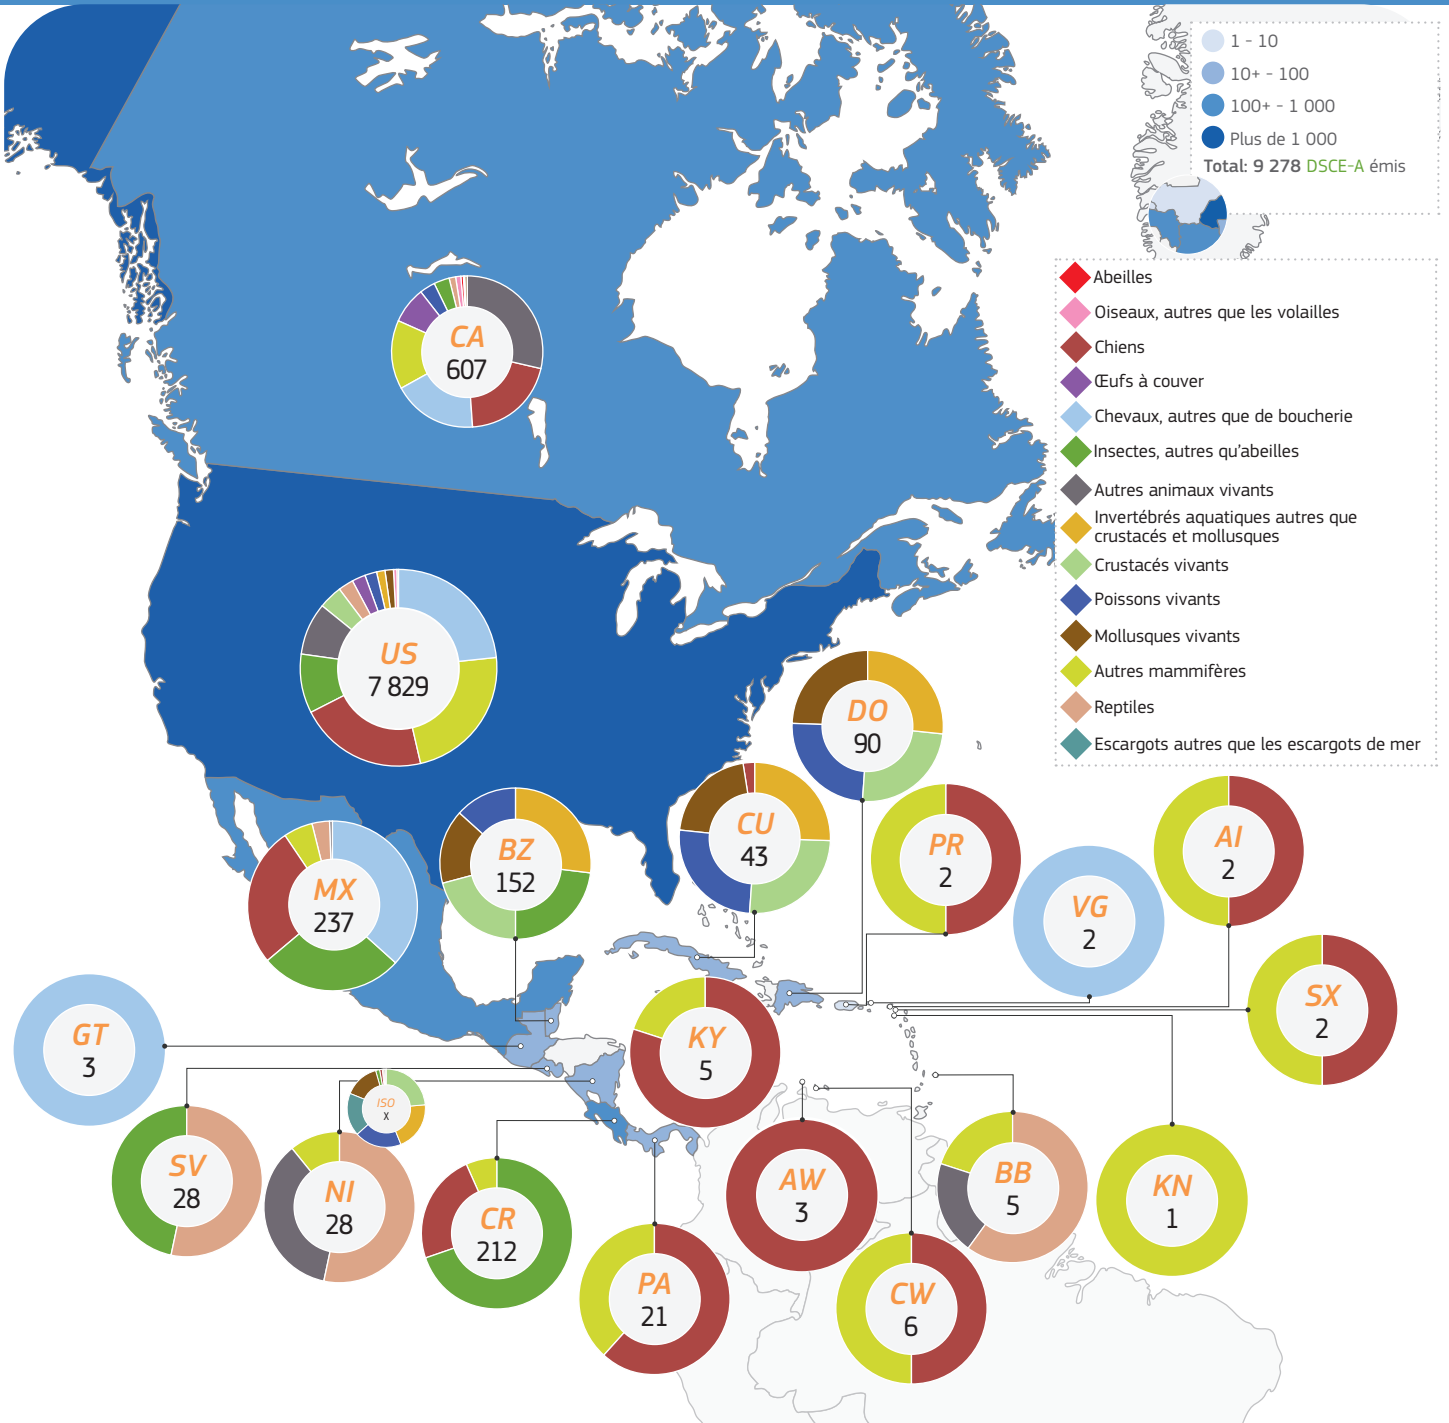 1 - 10
10+ - 100
100+ - 1 000
Plus de 1 000
Total: 9 278 DSCE-A émis
Abeilles
Oiseaux, autres que les volailles
Chiens
Œufs à couver
Chevaux, autres que de boucherie
Insectes, autres qu'abeilles
Autres animaux vivants
Invertébrés aquatiques autres que
crustacés et mollusques
Crustacés vivants
Poissons vivants
Mollusques vivants
Autres mammifères
Reptiles
Escargots autres que les escargots de mer
CA
607
US
7 829
DO
90
CU
43
BZ
152
MX
237
PR
2
VG
2
AI
2
SX
2
GT
3
KY
5
ISO
X
SV
28
NI
28
CR
212
PA
21
AW
3
CW
6
BB
5
KN
1